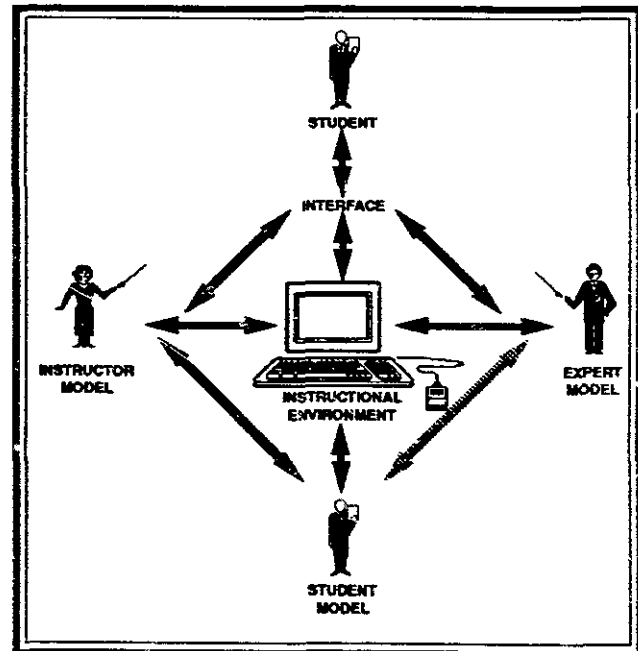 STUDENT
INTERFACE
INSTRUCTOR
MODEL
INSTRUCTIONAL
ENVIRONMENT
EXPERT
MODEL
STUDENT
MODEL